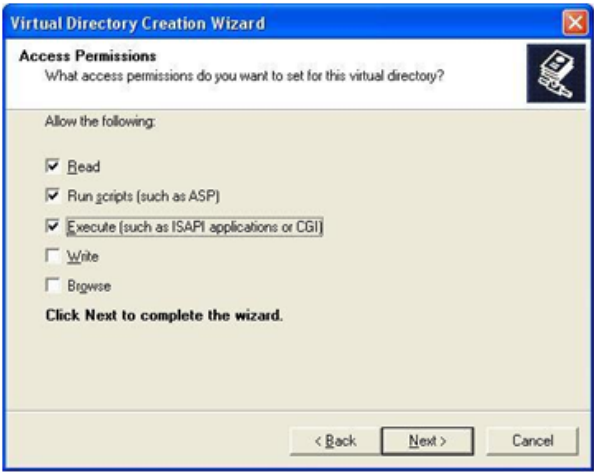 Virtual Directory Creation Wizard
Access Permissions
What access permissions do you want to set for this virtual directory?
Allow the following:
Read
Run scripts (such as ASP)
Execute (such as ISAPI applications or CGI)
Write
Browse
Click Next to complete the wizard.
< Back Next > Cancel